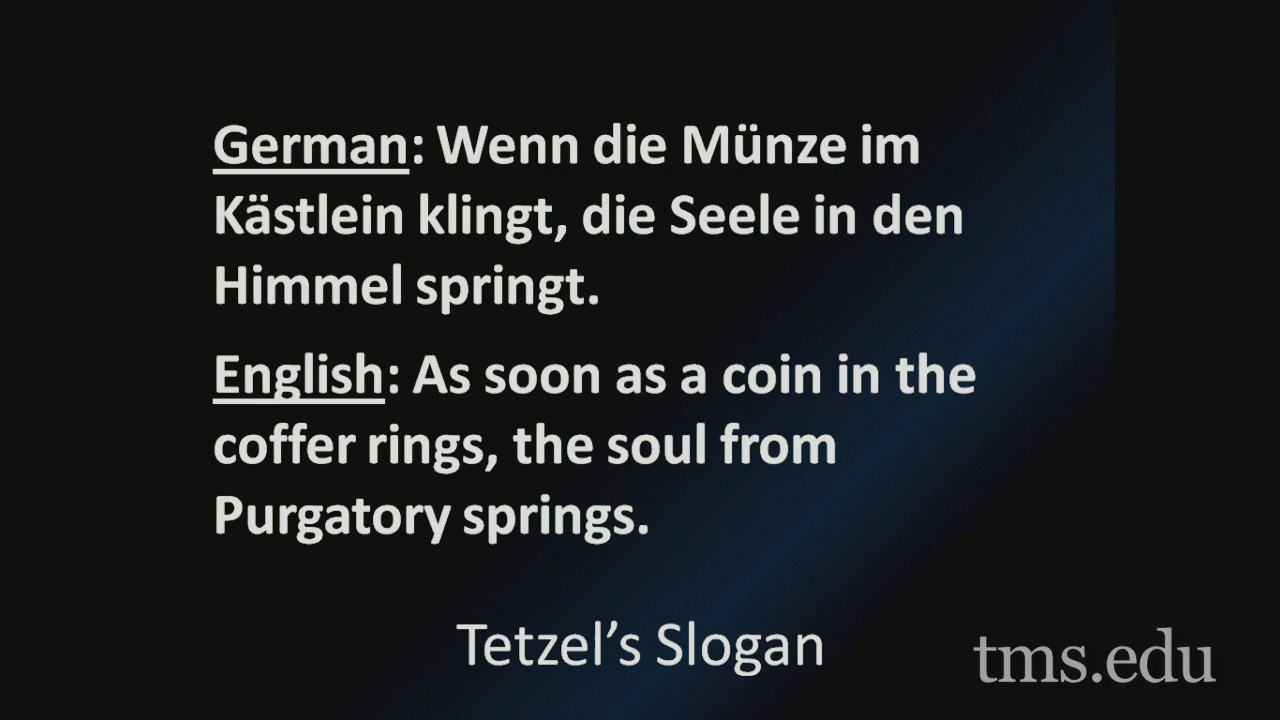 German: Wenn die Münze im
Kästlein klingt, die Seele in den
Himmel springt.
English: As soon as a coin in the
coffer rings, the soul from
Purgatory springs.
Tetzel’s Slogan
tms.edu